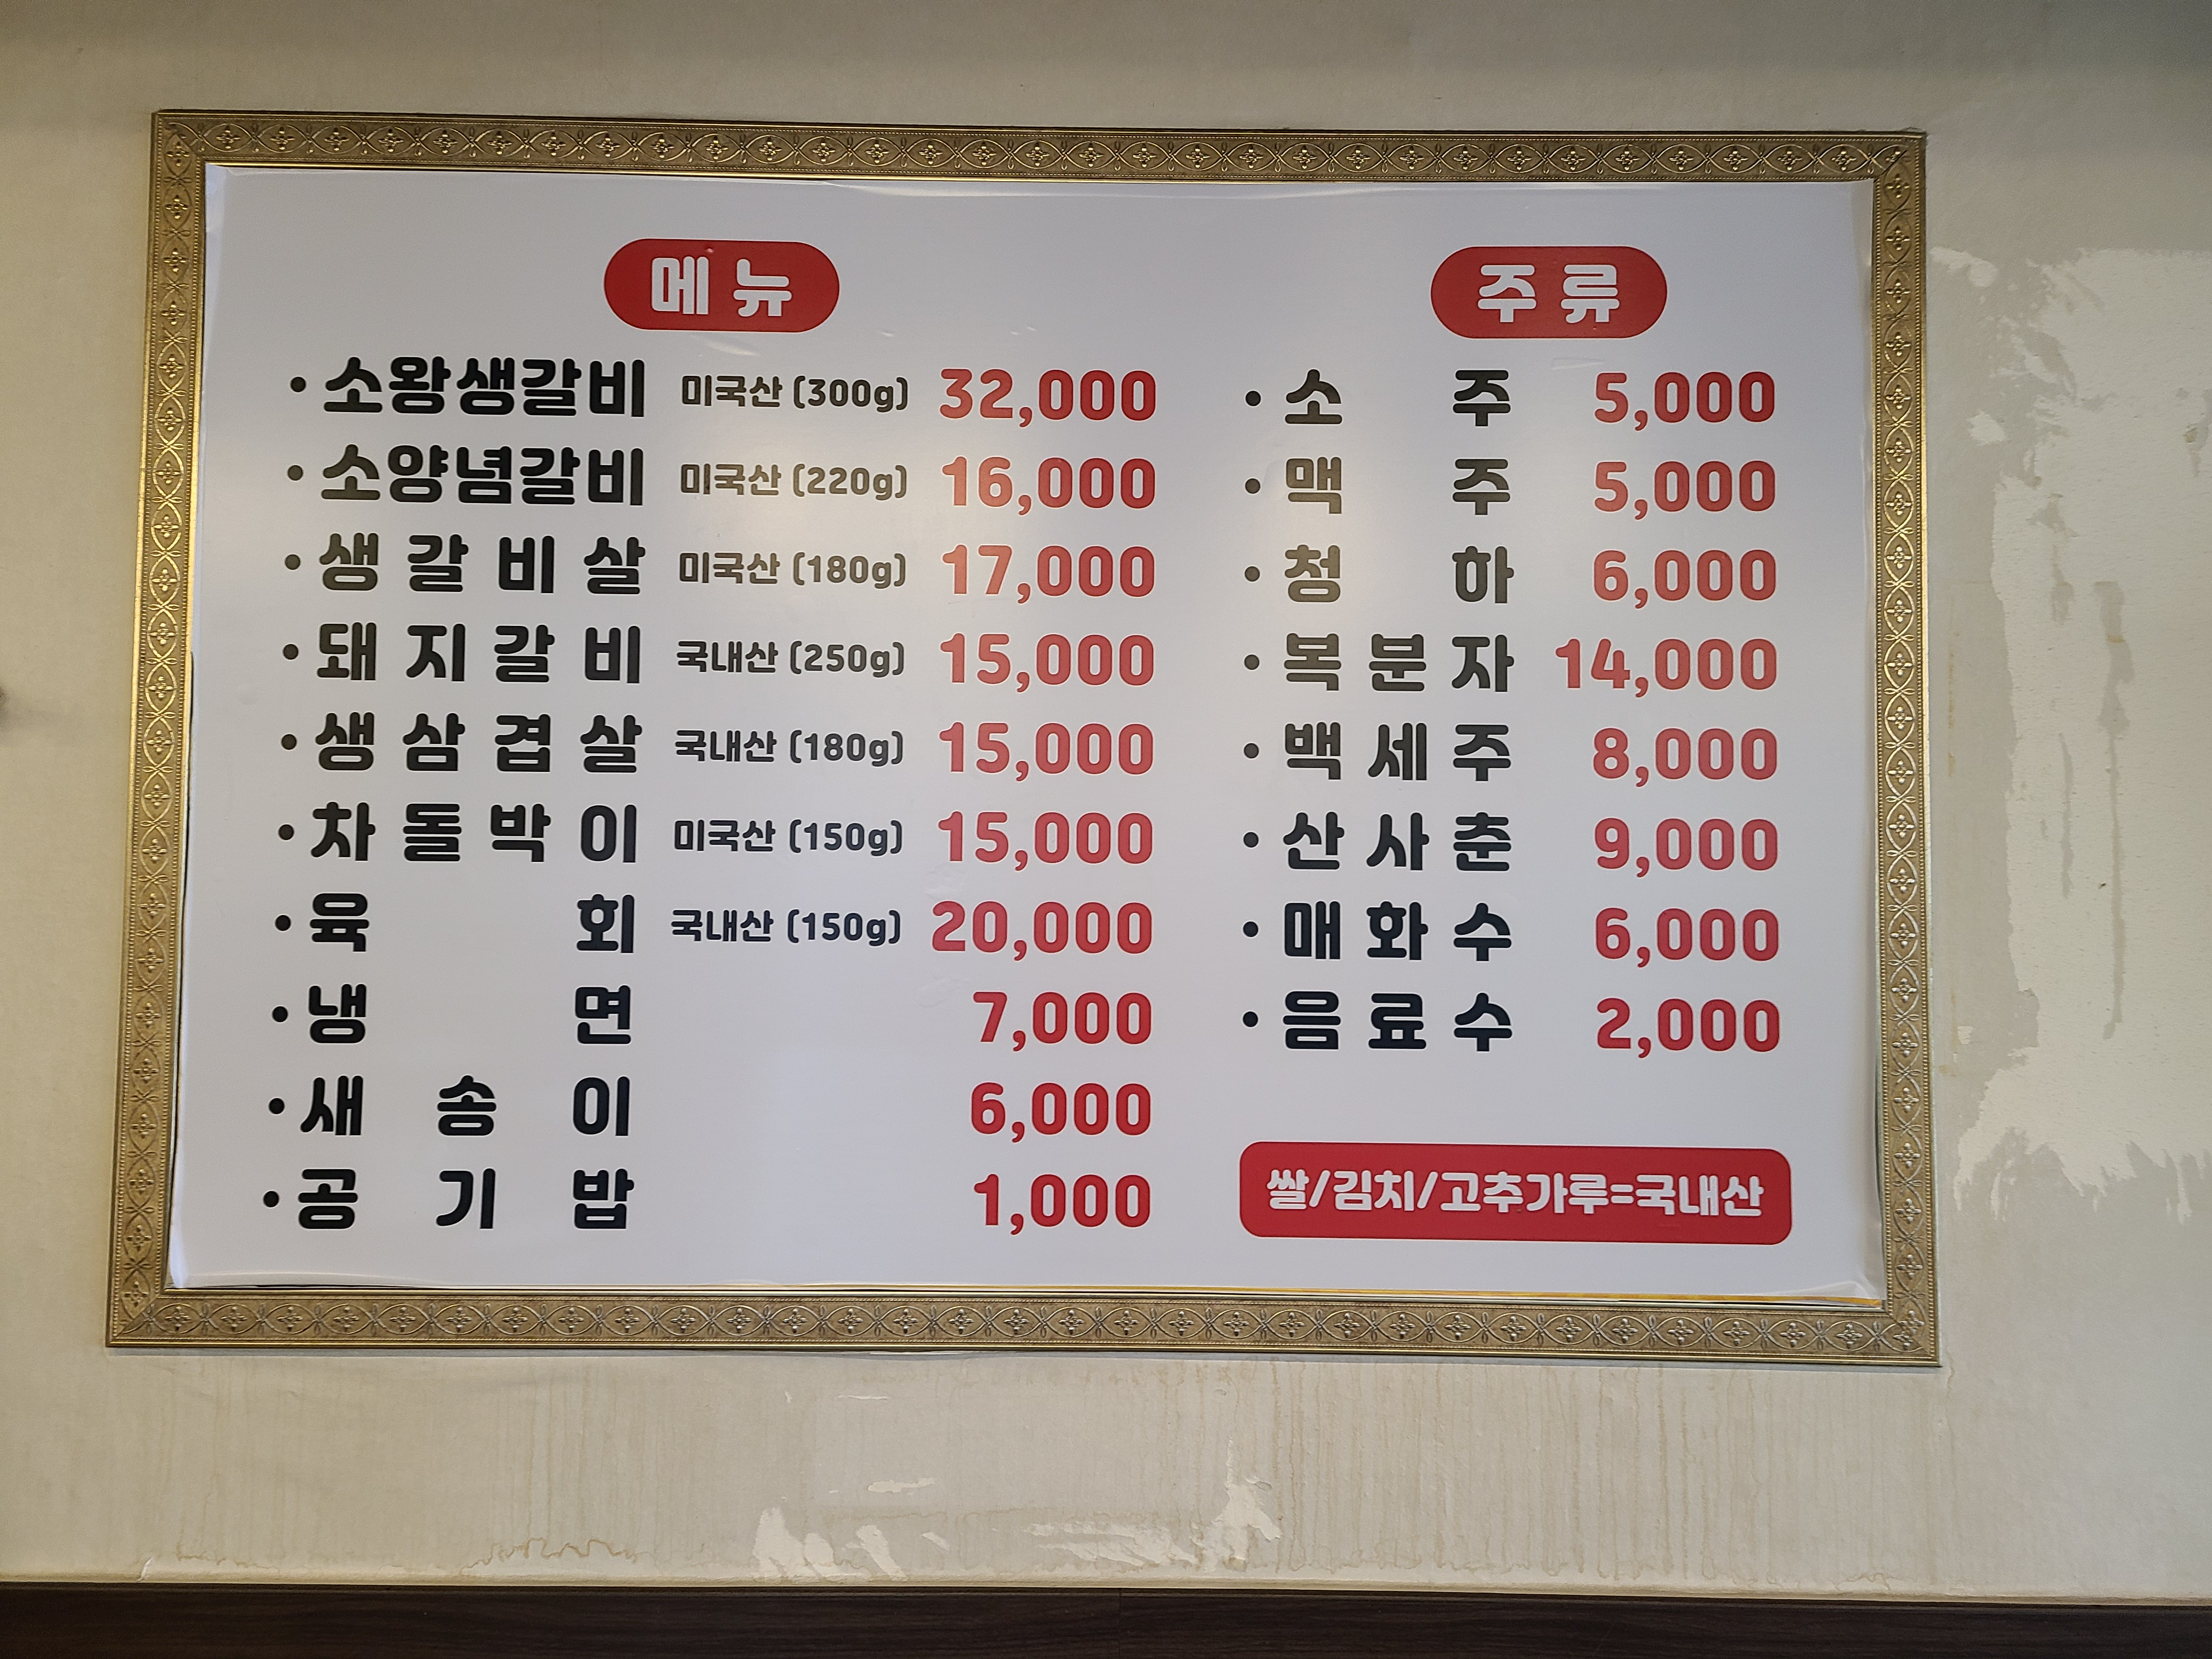 메뉴
• 소왕생갈비 미국산 (300g) 32,000
• 소양념갈비 미국산 (220g) 16,000
• 생갈비살 미국산 (180g) 17,000
• 돼지갈비 국내산 (250g) 15,000
• 생삼겹살 국내산 (180g) 15,000
• 차돌박이 미국산 (150g) 15,000
• 육회 국내산 (150g) 20,000
• 냉면 7,000
• 새송이 6,000
• 공기밥 1,000
주류
• 소주 5,000
• 맥주 5,000
• 청하 6,000
• 복분자 14,000
• 백세주 8,000
• 산사춘 9,000
• 매화수 6,000
• 음료수 2,000
쌀/김치/고추가루=국내산